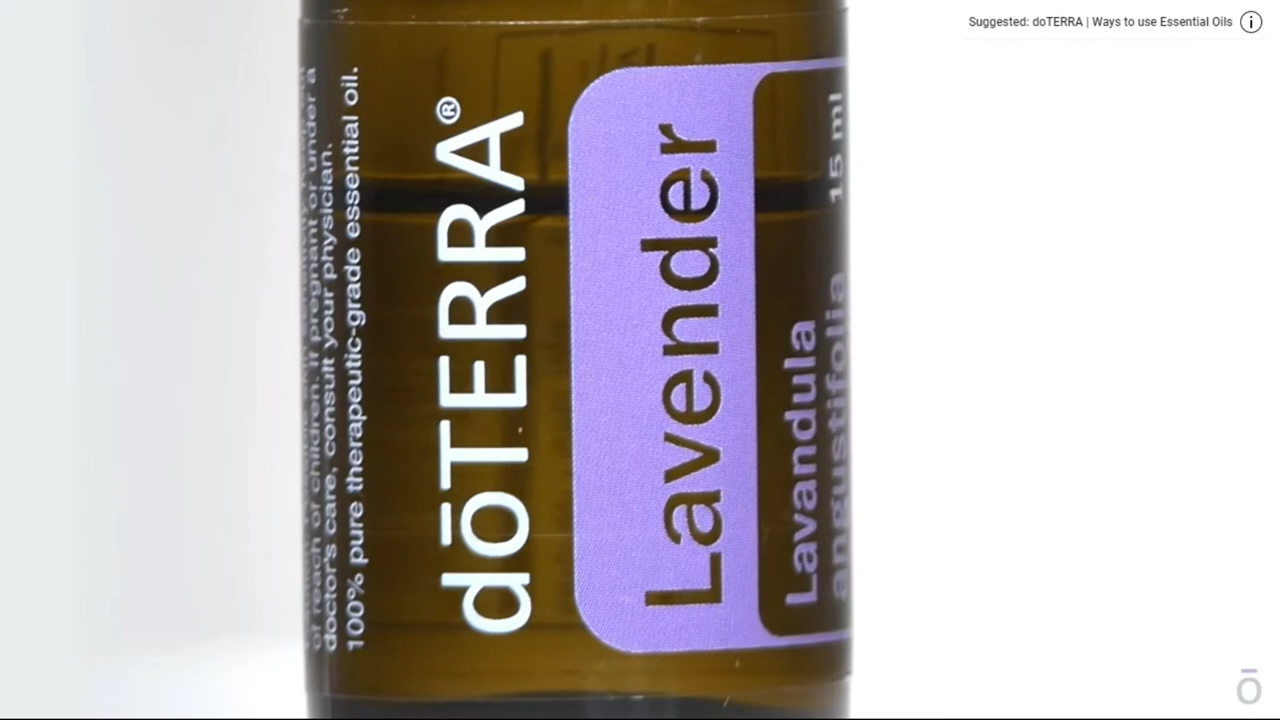 Suggested: doTERRA | Ways to use Essential Oils
of reach of children. If pregnant or under a
doctor's care, consult your physician.
100% pure therapeutic-grade essential oil.
dōTERRA®
Lavender
Lavandula
angustifolia 15 ml
ō